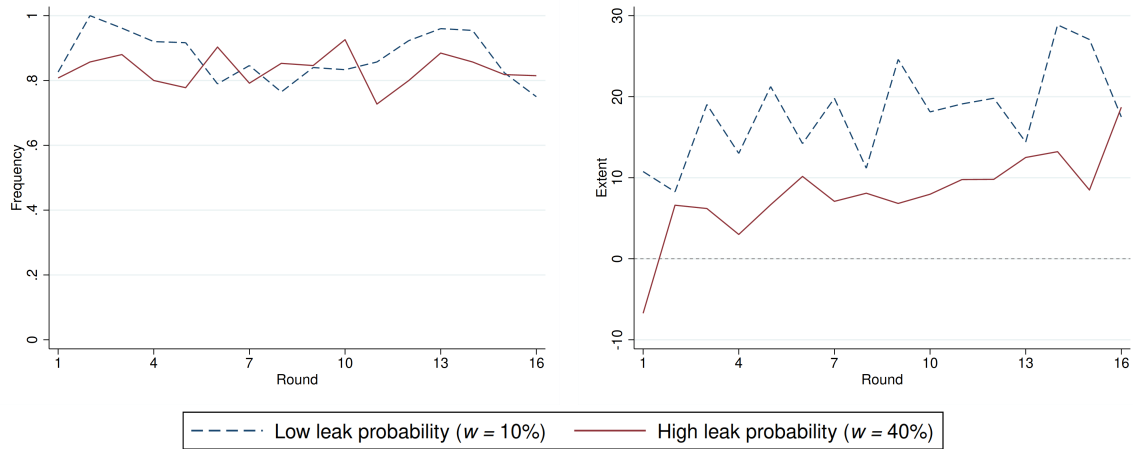 Frequency
1
.8
.6
.4
.2
0
1 4 7 10 13 16
Round
Extent
30
20
10
0
-10
1 4 7 10 13 16
Round
Low leak probability (w = 10%)
High leak probability (w = 40%)